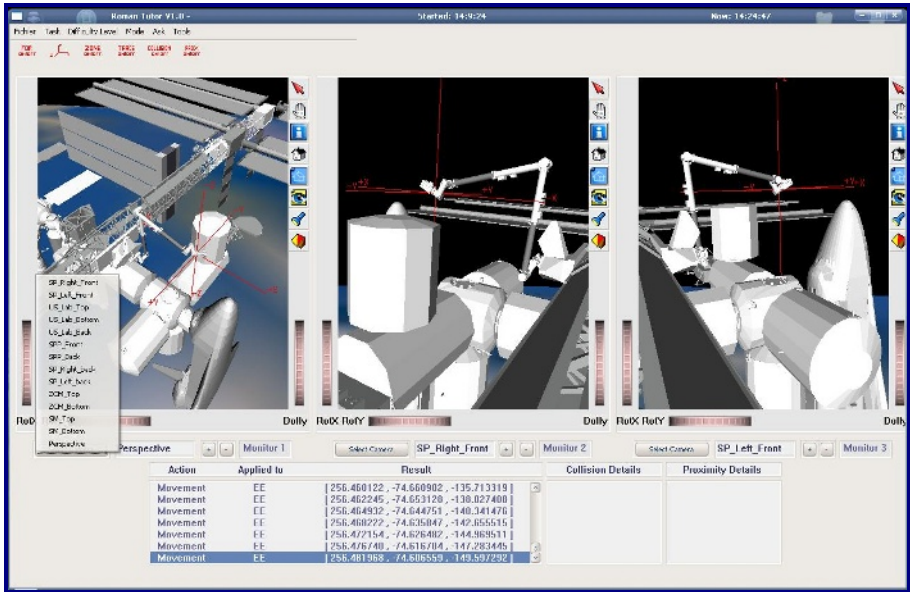 Roman Tutor V1.0 - Started: 14:9:24 Now: 14:24:47
Fichier Task Difficulty Level Mode Ask Tools
SP_Right_Front
SP_Left_Front
US_Lab_Top
US_Lab_Bottom
US_Lab_Back
SPP_Front
SPP_Back
SP_Right_back
SP_Left_back
ZCM_Top
ZCM_Bottom
SM_Top
SM_Bottom
Perspective
Dolly RotX RotY Dolly RotX RotY Dolly
Perspective + - Monitor 1 Select Camera SP_Right_Front + - Monitor 2 Select Camera SP_Left_Front + - Monitor 3
Action Applied to Result Collision Details Proximity Details
Movement EE [ 256.460122 , -74.660902 , -135.713319 ]
Movement EE [ 256.462245 , -74.653120 , -138.027408 ]
Movement EE [ 256.464932 , -74.644751 , -140.341476 ]
Movement EE [ 256.468222 , -74.635847 , -142.655515 ]
Movement EE [ 256.472154 , -74.626402 , -144.969511 ]
Movement EE [ 256.476740 , -74.616704 , -147.283445 ]
Movement EE [ 256.481968 , -74.606559 , -149.597292 ]